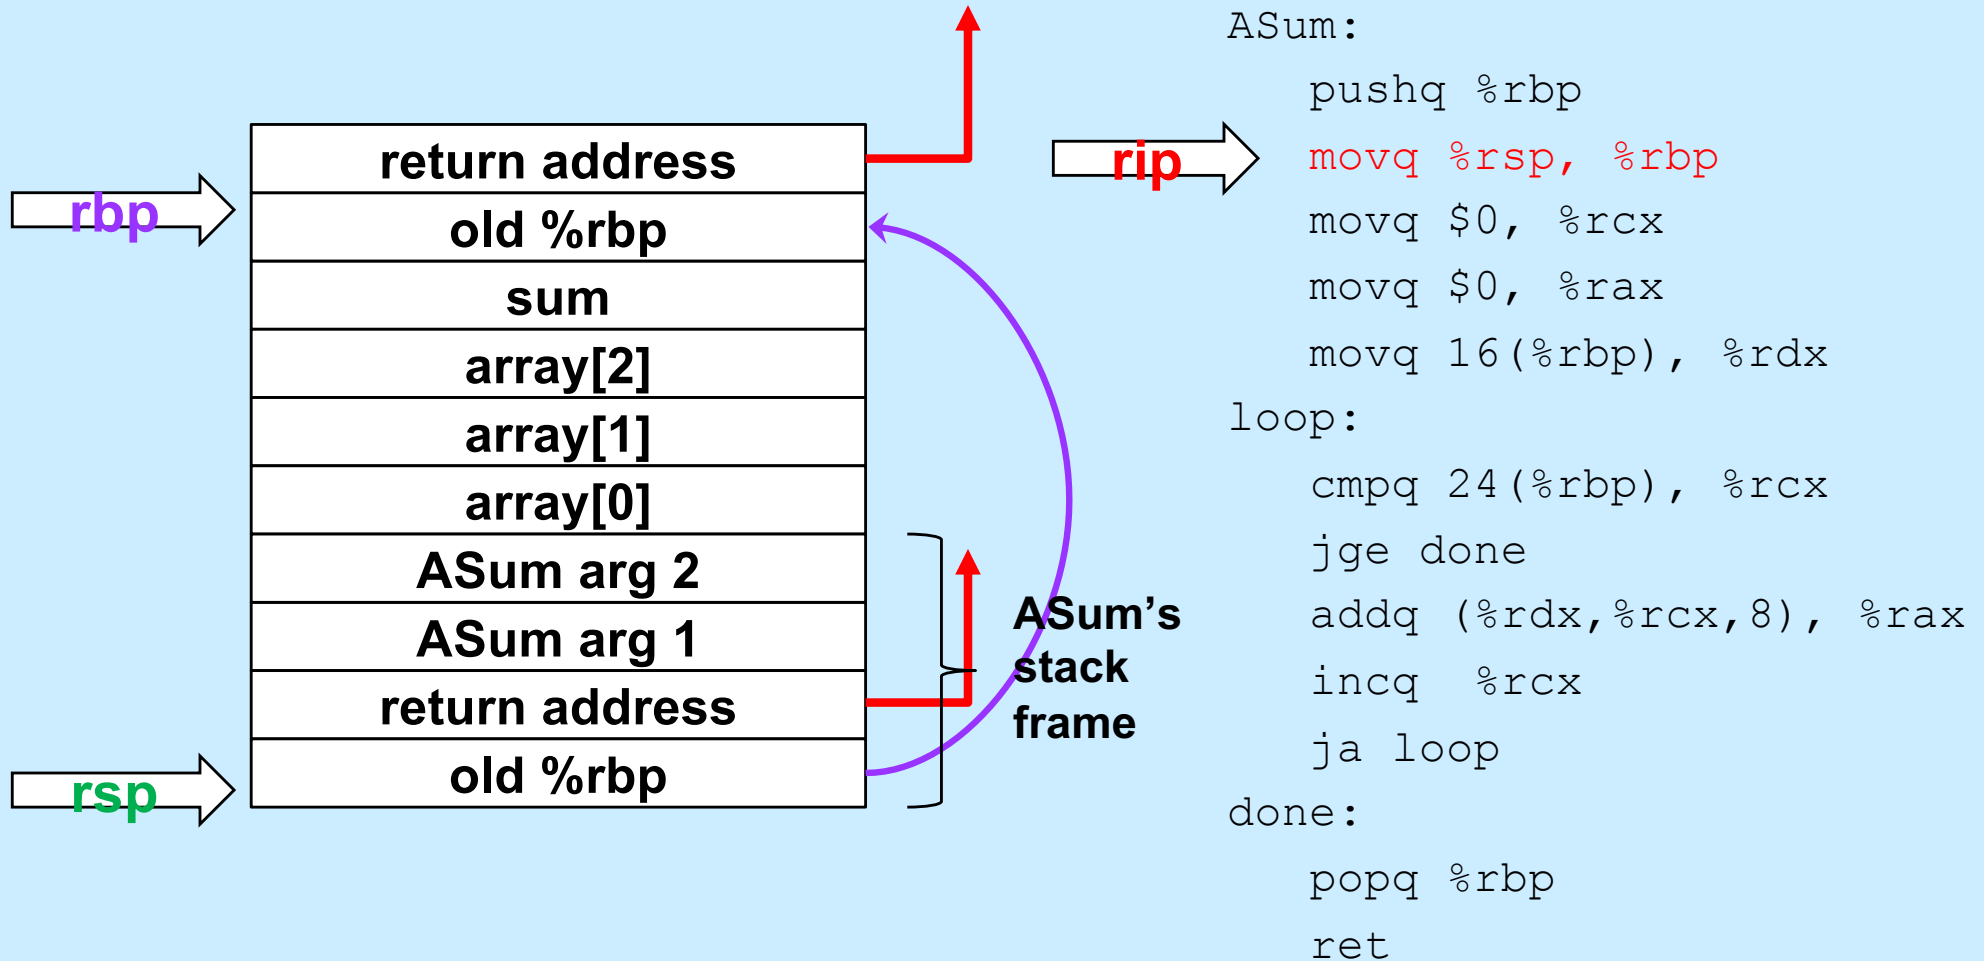 return address
rbp
old %rbp
sum
array[2]
array[1]
array[0]
ASum arg 2
ASum arg 1
return address
rsp
old %rbp
ASum’s
stack
frame
rip
ASum:
pushq %rbp
movq %rsp, %rbp
movq $0, %rcx
movq $0, %rax
movq 16(%rbp), %rdx
loop:
cmpq 24(%rbp), %rcx
jge done
addq (%rdx,%rcx,8), %rax
incq  %rcx
ja loop
done:
popq %rbp
ret